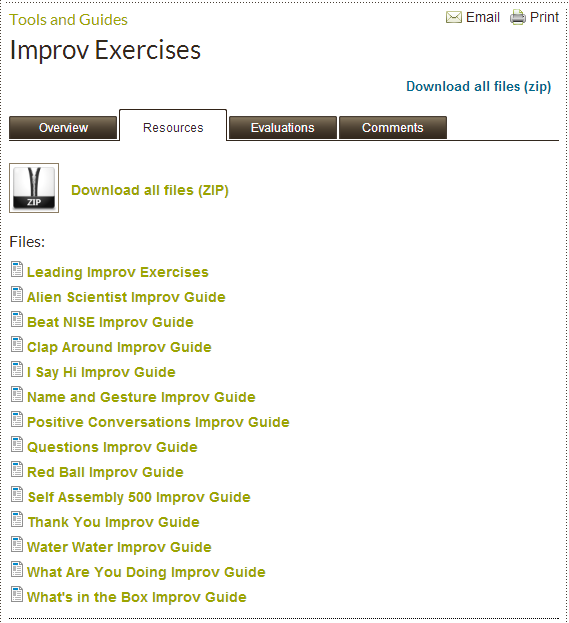 Tools and Guides
Email Print
Improv Exercises
Download all files (zip)
Overview Resources Evaluations Comments
ZIP
Download all files (ZIP)
Files:
Leading Improv Exercises
Alien Scientist Improv Guide
Beat NISE Improv Guide
Clap Around Improv Guide
I Say Hi Improv Guide
Name and Gesture Improv Guide
Positive Conversations Improv Guide
Questions Improv Guide
Red Ball Improv Guide
Self Assembly 500 Improv Guide
Thank You Improv Guide
Water Water Improv Guide
What Are You Doing Improv Guide
What's in the Box Improv Guide